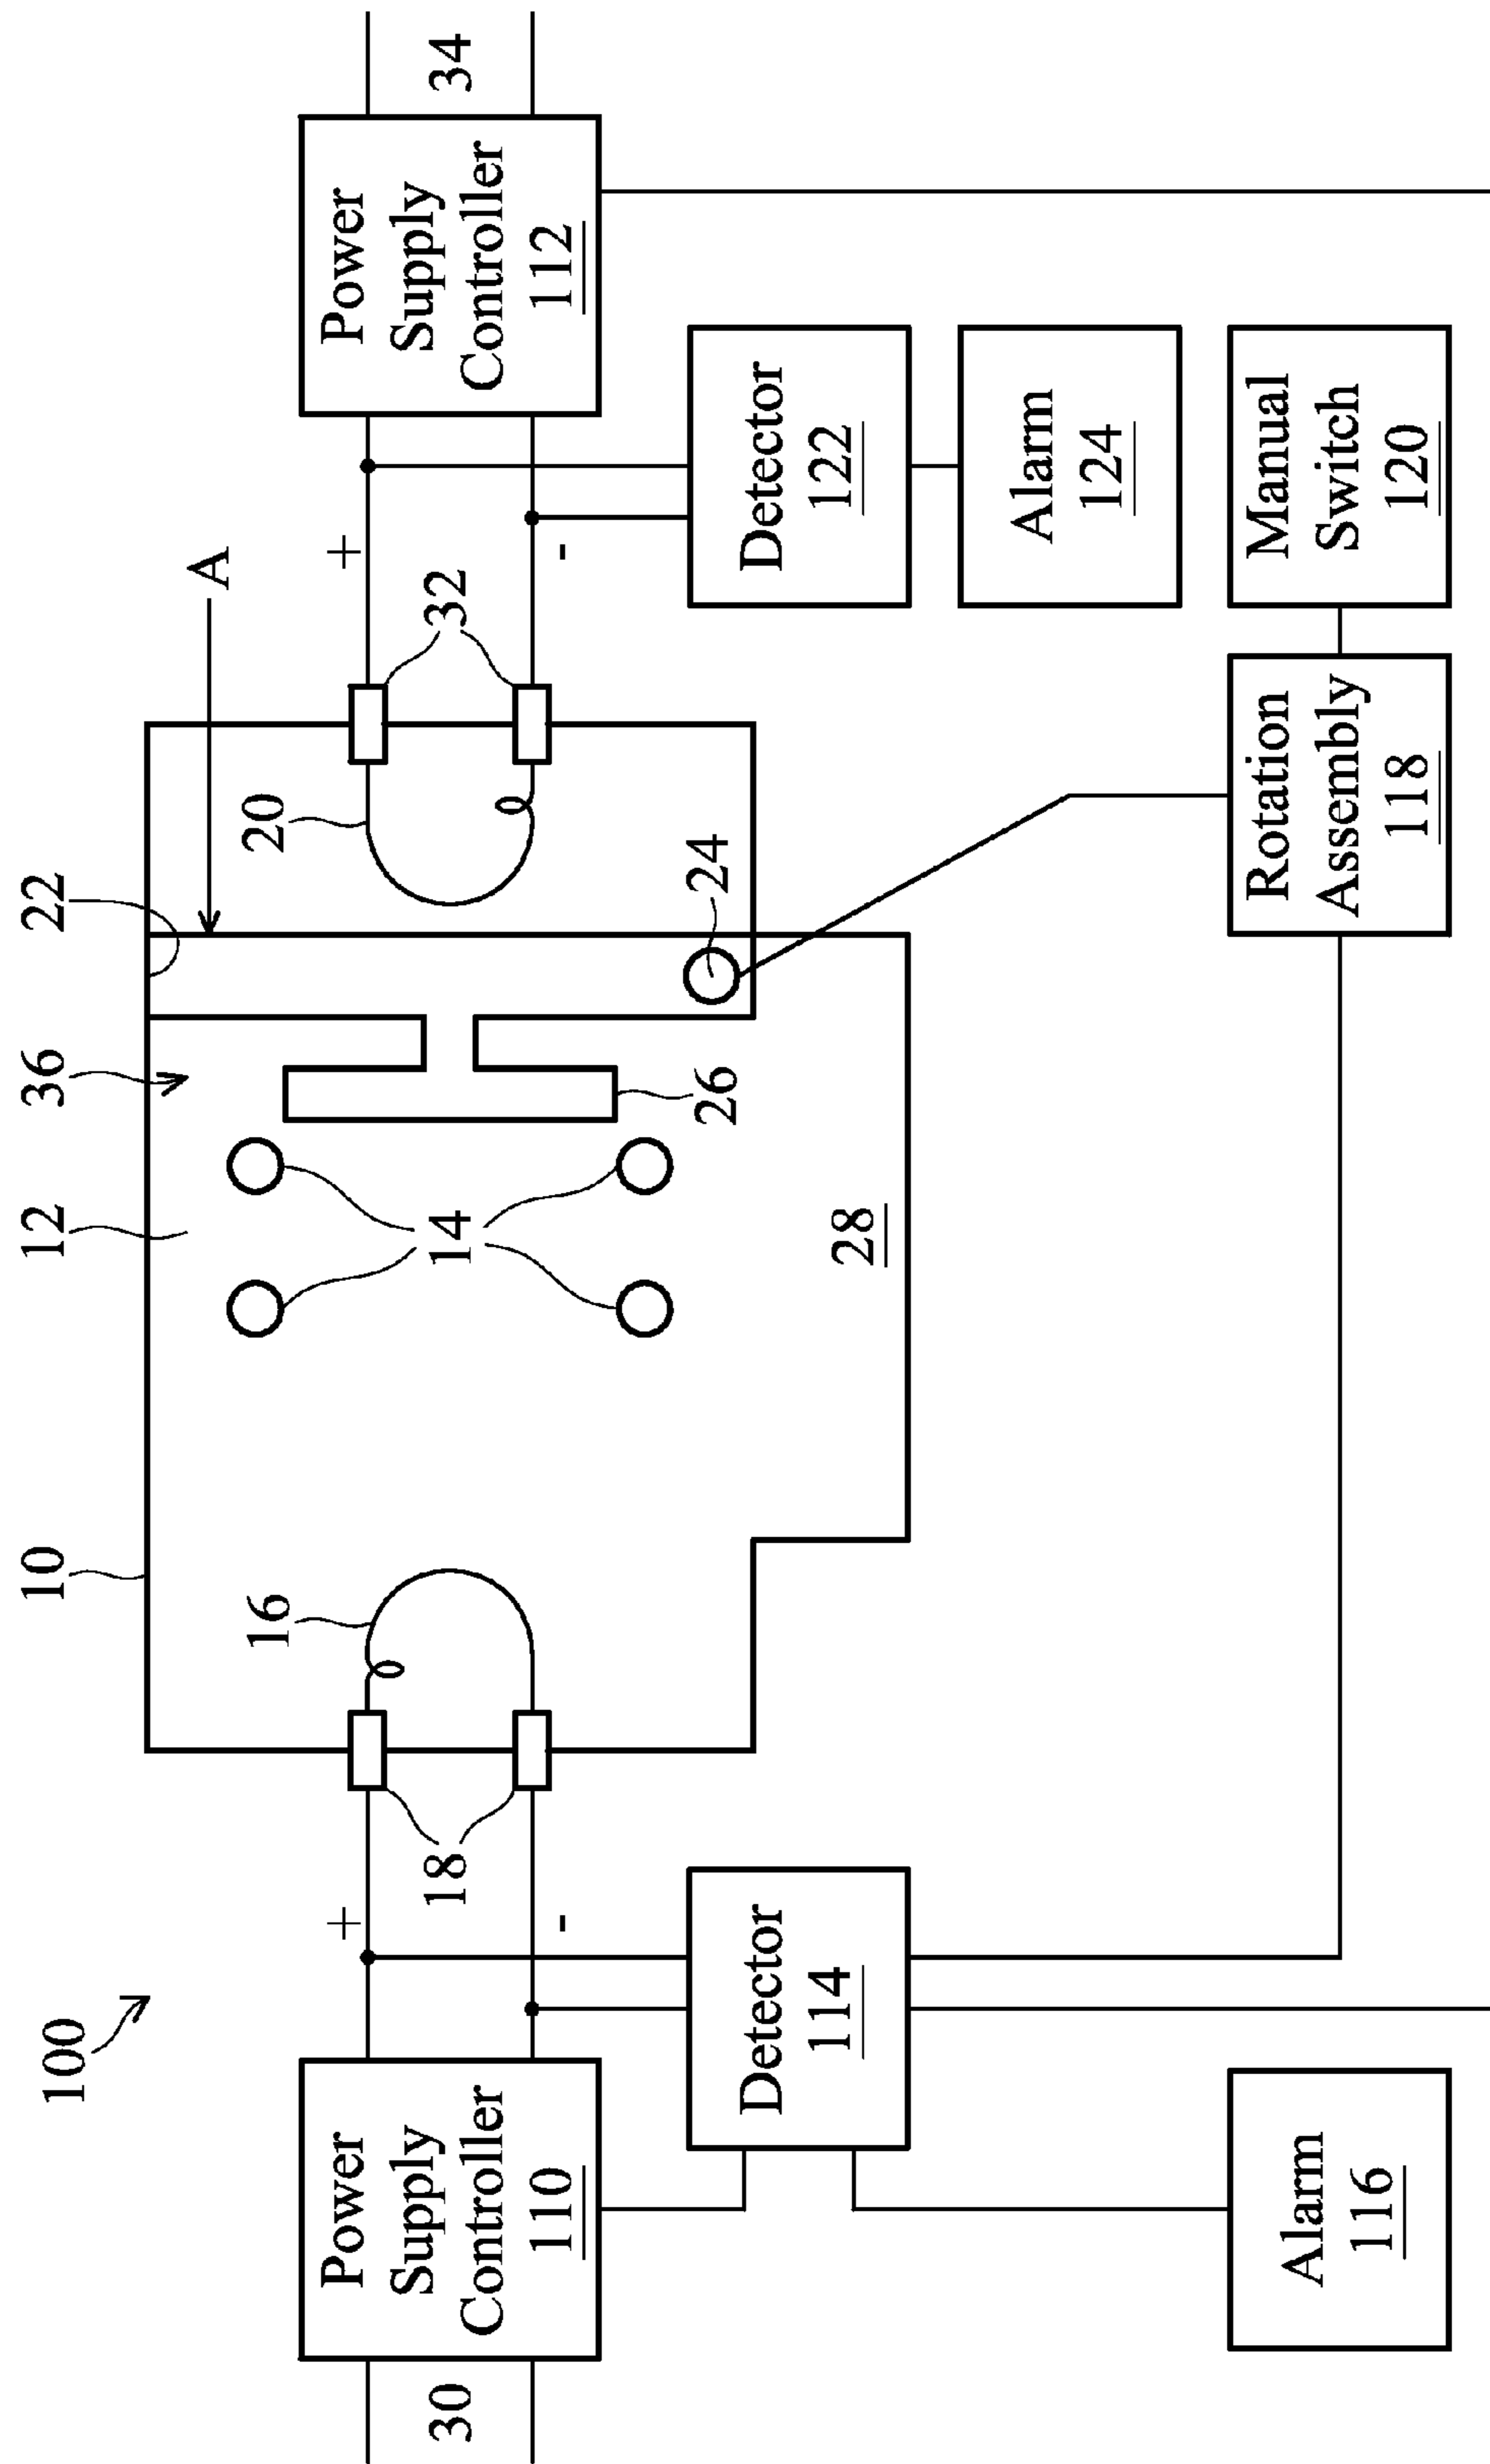 100
10
12
36
22
A
30
Power
Supply
Controller
110
+
-
18
16
14
26
24
20
32
+
-
Power
Supply
Controller
112
34
28
Detector
114
Detector
122
Alarm
124
Alarm
116
Rotation
Assembly
118
Manual
Switch
120